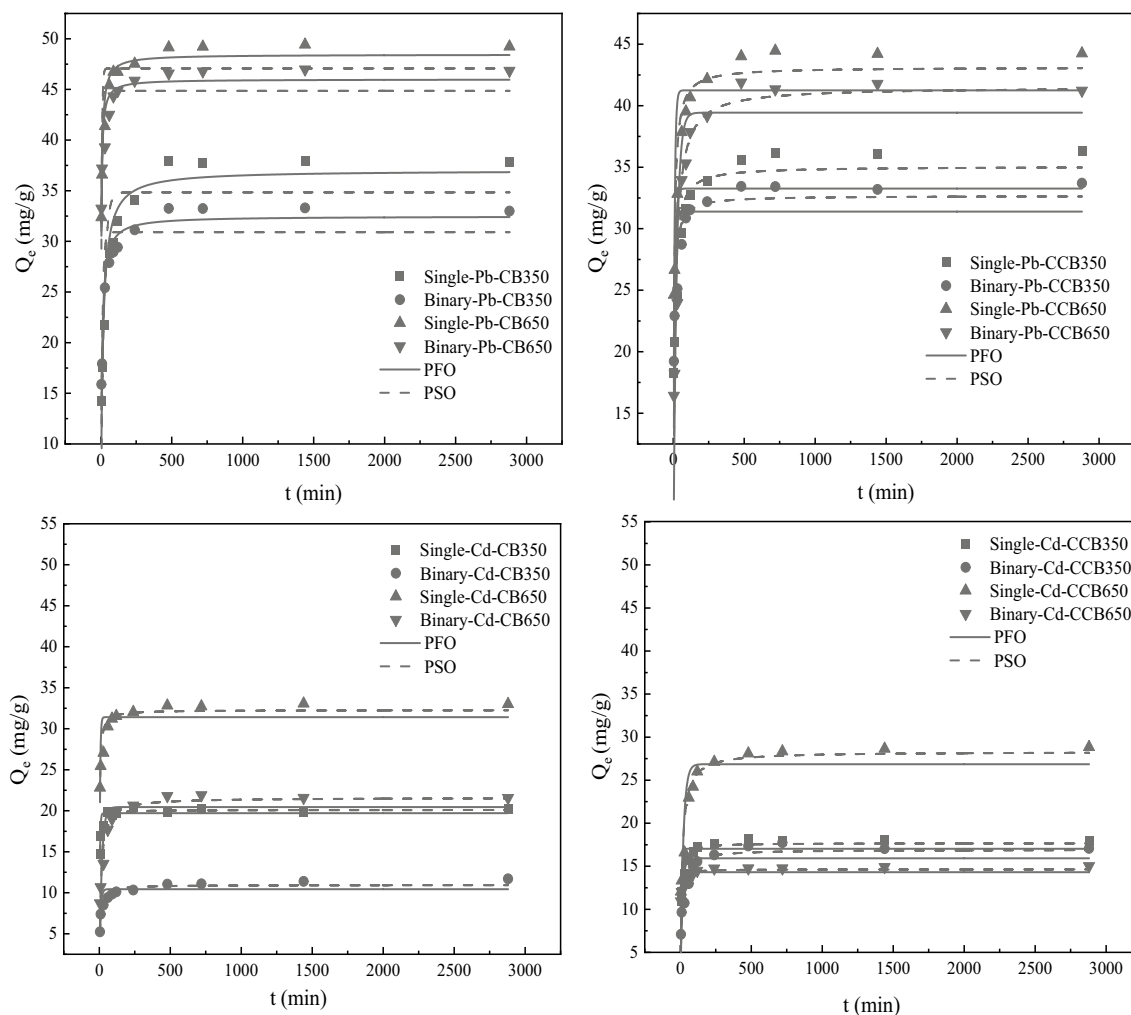 50
45
40
35
30
25
20
15
10
Q_e (mg/g)
Single-Pb-CB350
Binary-Pb-CB350
Single-Pb-CB650
Binary-Pb-CB650
PFO
PSO
0 500 1000 1500 2000 2500 3000
t (min)
45
40
35
30
25
20
15
Q_e (mg/g)
Single-Pb-CCB350
Binary-Pb-CCB350
Single-Pb-CCB650
Binary-Pb-CCB650
PFO
PSO
0 500 1000 1500 2000 2500 3000
t (min)
55
50
45
40
35
30
25
20
15
10
5
Q_e (mg/g)
Single-Cd-CB350
Binary-Cd-CB350
Single-Cd-CB650
Binary-Cd-CB650
PFO
PSO
0 500 1000 1500 2000 2500 3000
t (min)
55
50
45
40
35
30
25
20
15
10
5
Q_e (mg/g)
Single-Cd-CCB350
Binary-Cd-CCB350
Single-Cd-CCB650
Binary-Cd-CCB650
PFO
PSO
0 500 1000 1500 2000 2500 3000
t (min)